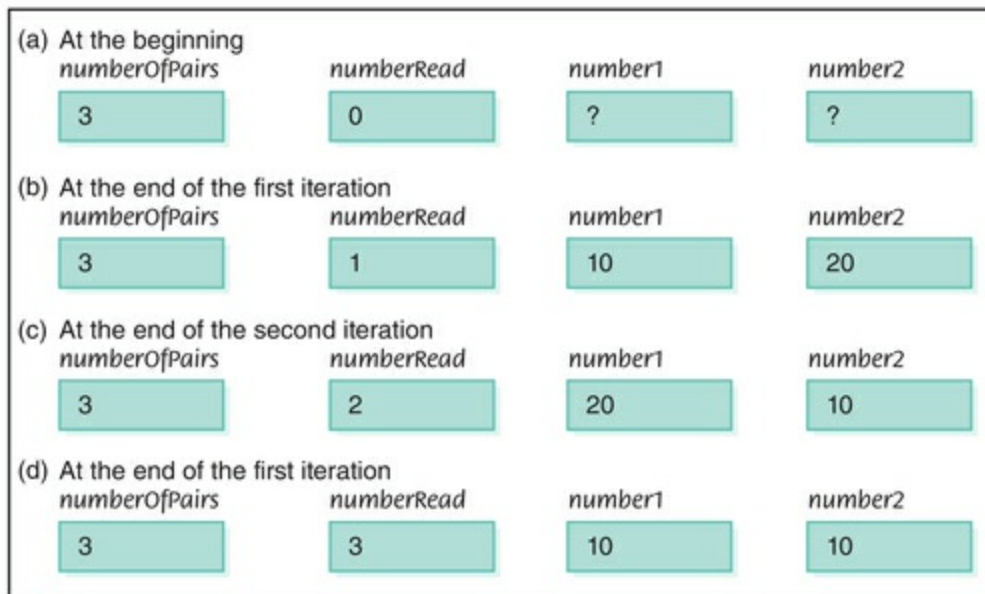 (a) At the beginning
numberOfPairs numberRead number1 number2
3 0 ? ?
(b) At the end of the first iteration
numberOfPairs numberRead number1 number2
3 1 10 20
(c) At the end of the second iteration
numberOfPairs numberRead number1 number2
3 2 20 10
(d) At the end of the first iteration
numberOfPairs numberRead number1 number2
3 3 10 10